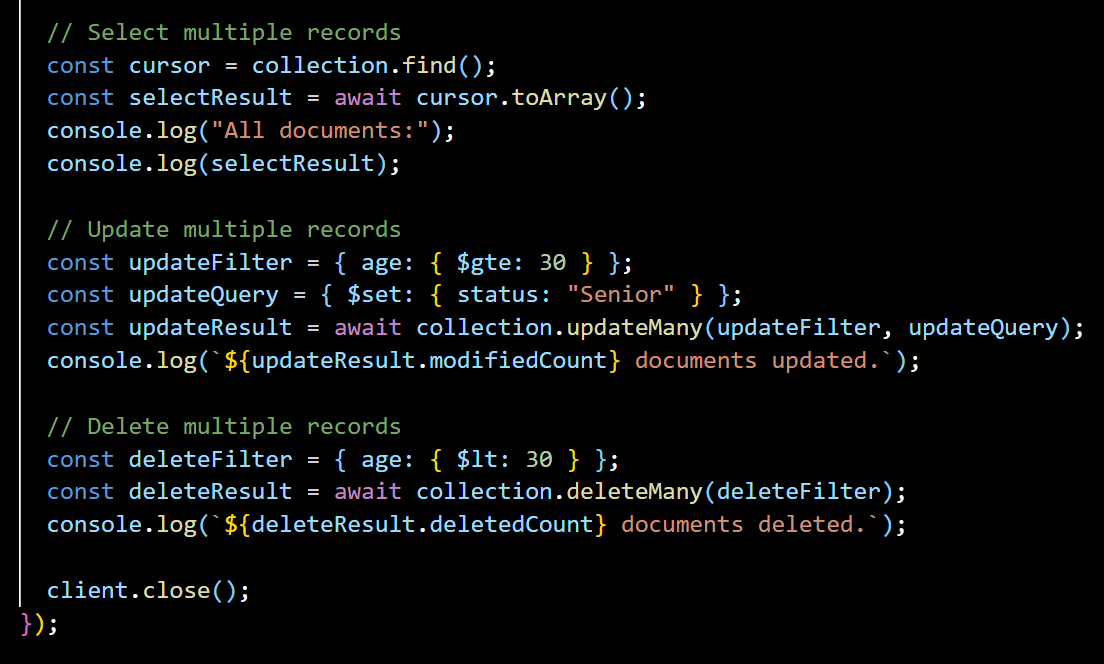 // Select multiple records
const cursor = collection.find();
const selectResult = await cursor.toArray();
console.log("All documents:");
console.log(selectResult);
// Update multiple records
const updateFilter = { age: { $gte: 30 } };
const updateQuery = { $set: { status: "Senior" } };
const updateResult = await collection.updateMany(updateFilter, updateQuery);
console.log(`${updateResult.modifiedCount} documents updated.`);
// Delete multiple records
const deleteFilter = { age: { $lt: 30 } };
const deleteResult = await collection.deleteMany(deleteFilter);
console.log(`${deleteResult.deletedCount} documents deleted.`);
client.close();
});